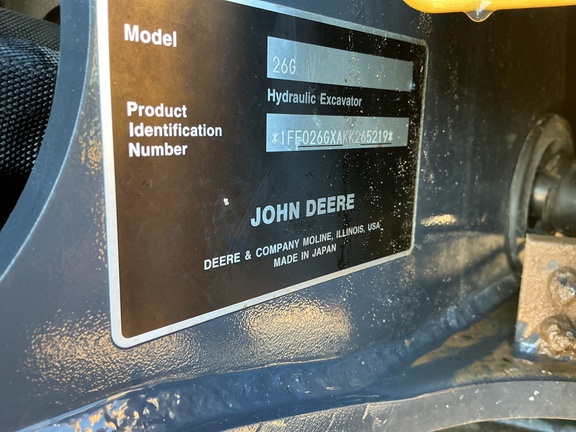 Model
26G
Hydraulic Excavator
Product
Identification
Number
*1FF026GXAKK265219*
JOHN DEERE
DEERE & COMPANY MOLINE, ILLINOIS, USA
MADE IN JAPAN